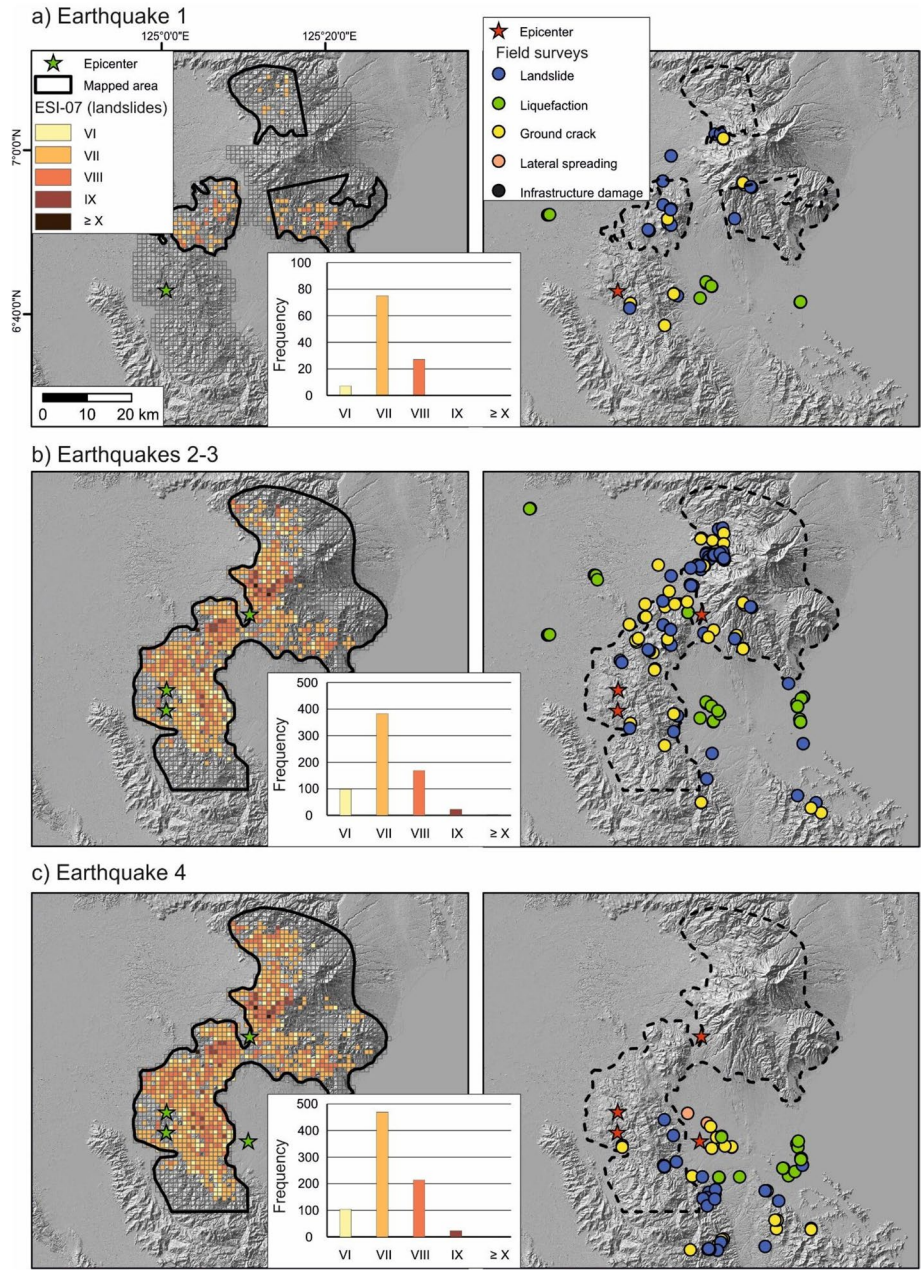 a) Earthquake 1
125°0'0"E
125°20'0"E
7°0'0"N
6°40'0"N
Epicenter
Mapped area
ESI-07 (landslides)
VI
VII
VIII
IX
≥ X
0 10 20 km
Frequency
100
80
60
40
20
0
VI VII VIII IX ≥ X
Epicenter
Field surveys
Landslide
Liquefaction
Ground crack
Lateral spreading
Infrastructure damage
b) Earthquakes 2-3
Frequency
500
400
300
200
100
0
VI VII VIII IX ≥ X
c) Earthquake 4
Frequency
500
400
300
200
100
0
VI VII VIII IX ≥ X